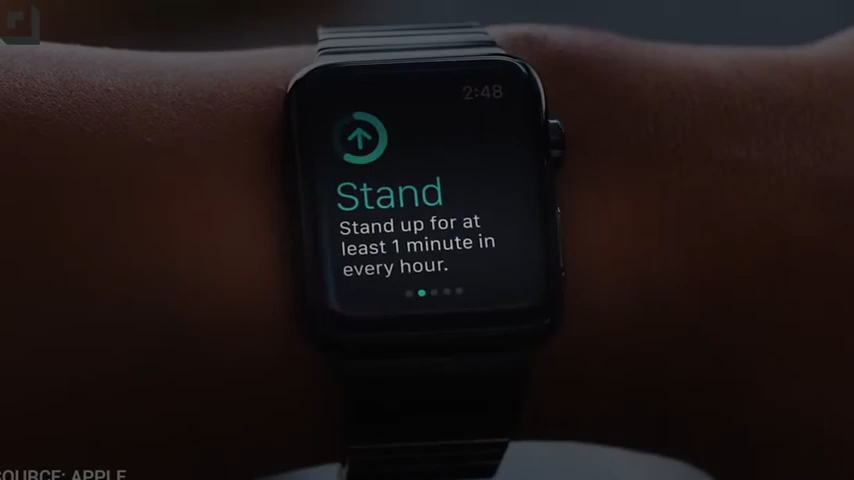 2:48
Stand
Stand up for at
least 1 minute in
every hour.
SOURCE: APPLE